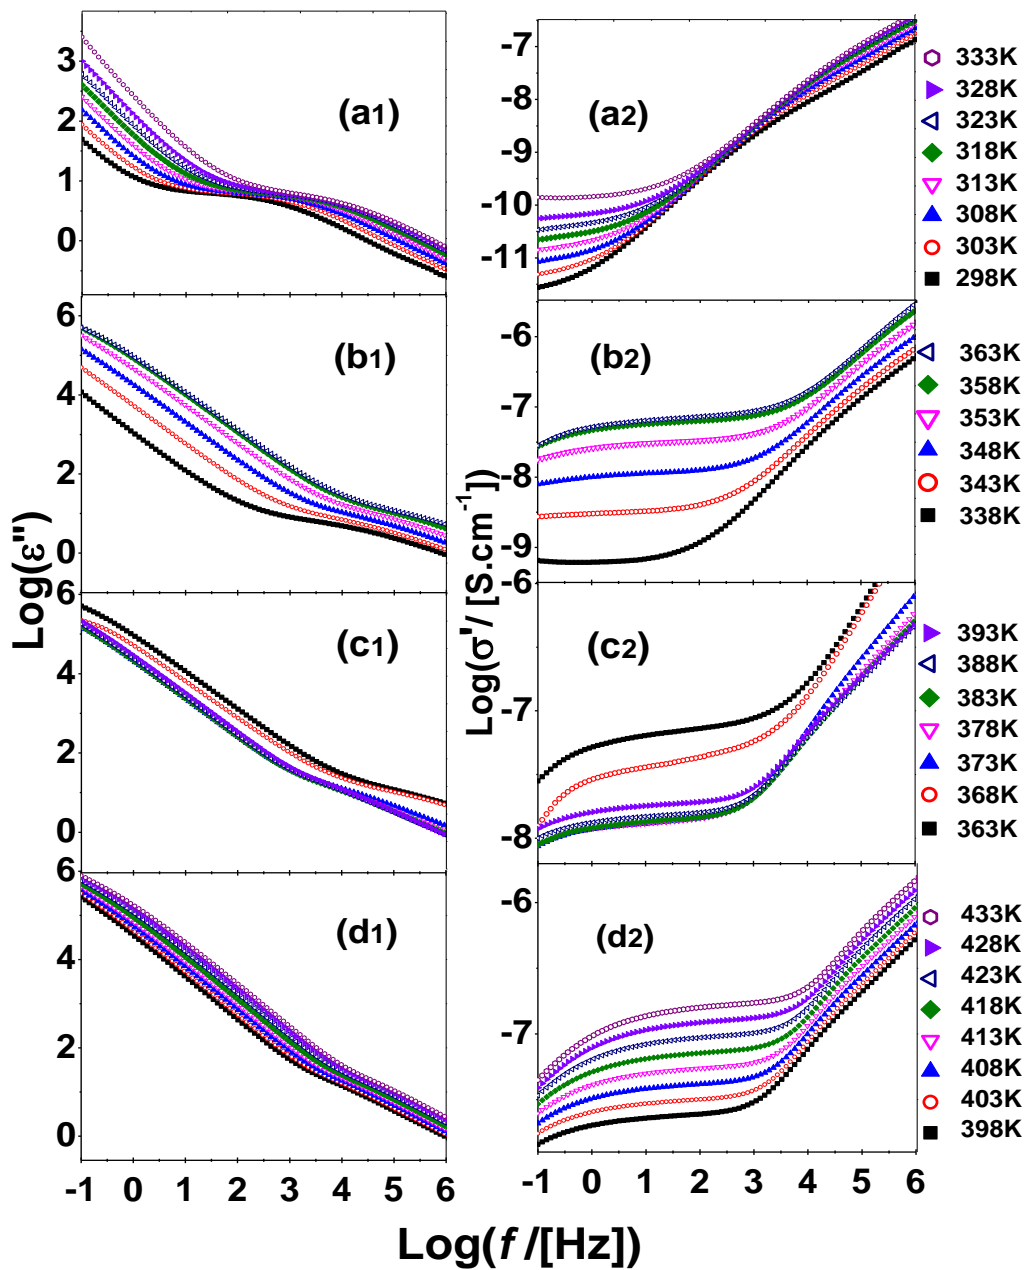 3
2
1
0
(a1)
-7
-8
-9
-10
-11
(a2)
333K
328K
323K
318K
313K
308K
303K
298K
6
4
2
0
(b1)
-6
-7
-8
-9
(b2)
363K
358K
353K
348K
343K
338K
Log(ε'')
Log(σ'/ [S.cm⁻¹])
6
4
2
0
(c1)
-6
-7
-8
(c2)
393K
388K
383K
378K
373K
368K
363K
6
4
2
0
(d1)
-6
-7
(d2)
433K
428K
423K
418K
413K
408K
403K
398K
-1 0 1 2 3 4 5 6
-1 0 1 2 3 4 5 6
Log(f /[Hz])